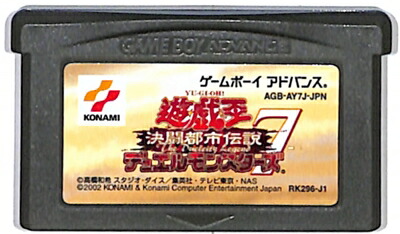 GAME BOY ADVANCE
ゲームボーイ アドバンス®
AGB-AY7J-JPN
KONAMI
YU-GI-OH!
遊戯王
決闘都市伝説
The Duelcity Legend
7
デュエルモンスターズ®
©高橋和希 スタジオ・ダイス/集英社・テレビ東京・NAS
©2002 KONAMI & Konami Computer Entertainment Japan
RK296-J1